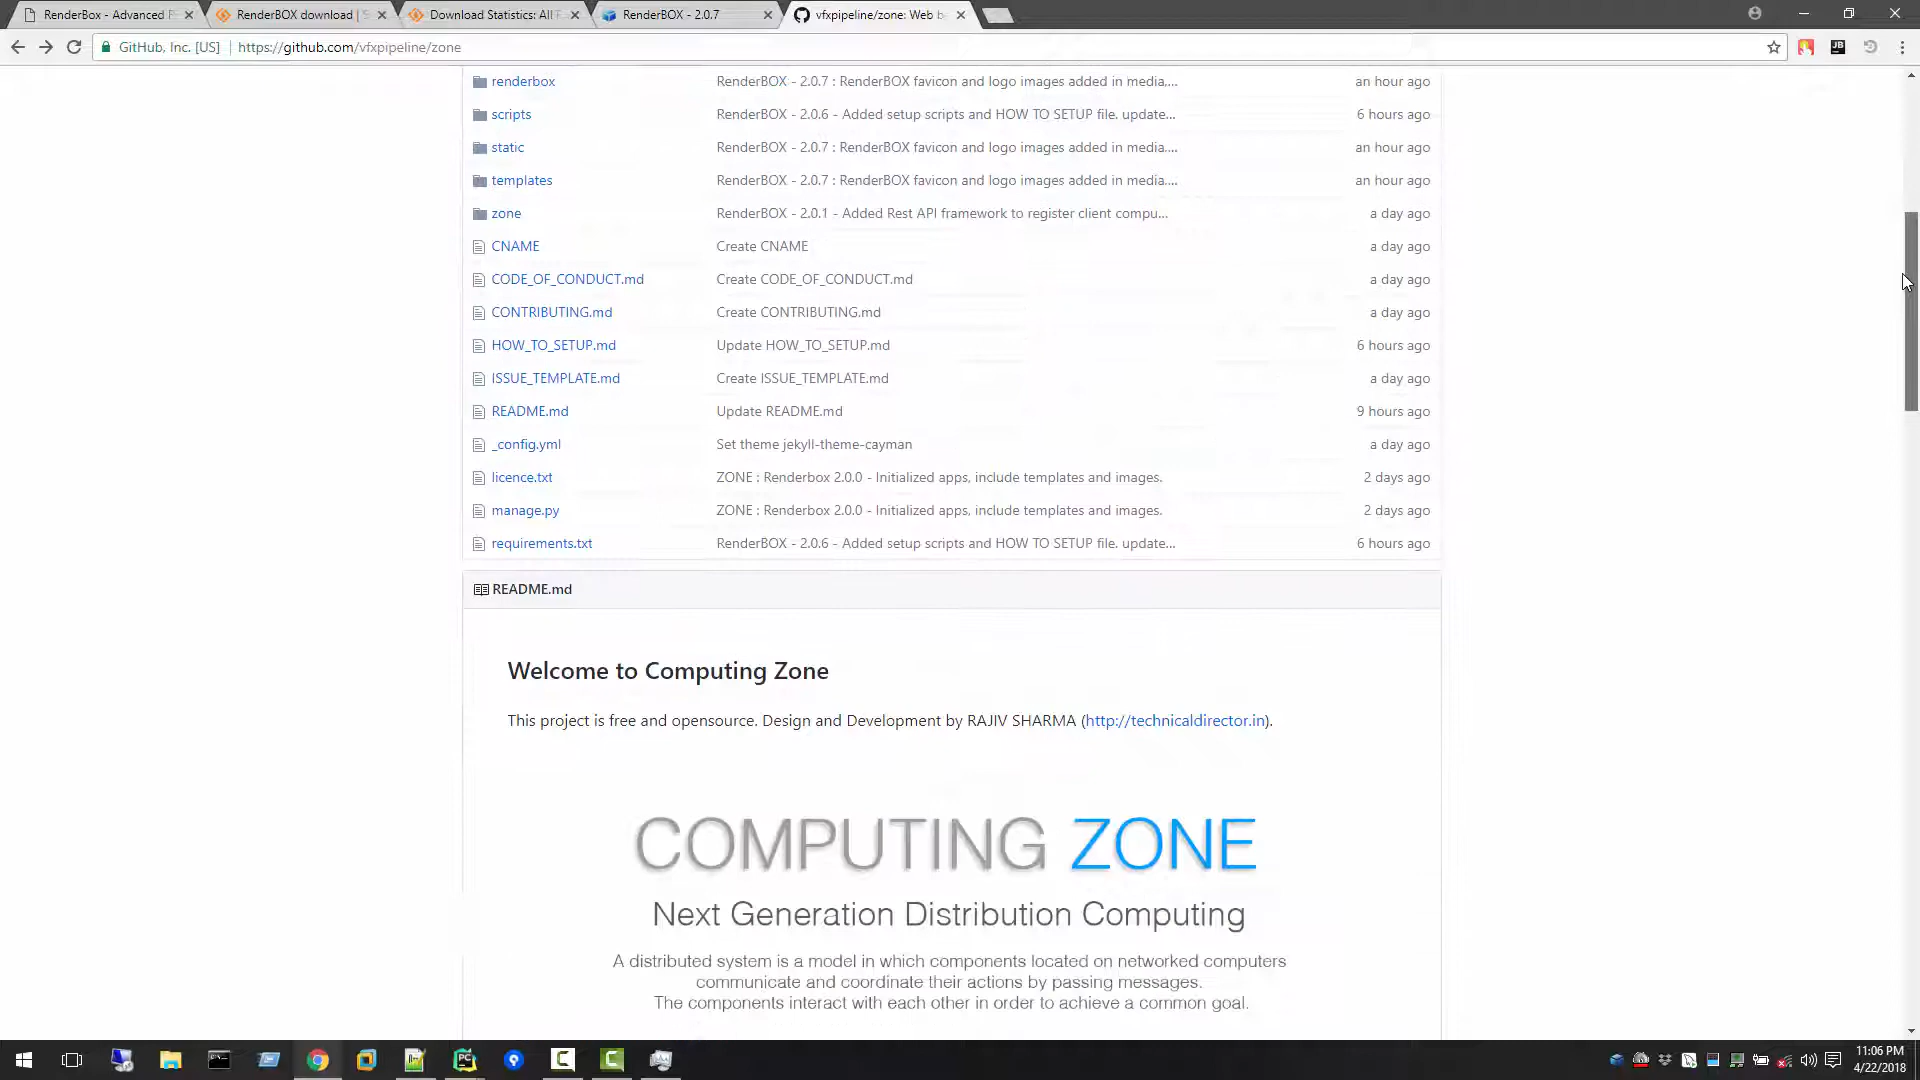 RenderBox - Advanced F
RenderBOX download | S
Download Statistics: All F
RenderBOX - 2.0.7
vfxpipeline/zone: Web b
GitHub, Inc. [US]
https://github.com/vfxpipeline/zone
renderbox RenderBOX - 2.0.7 : RenderBOX favicon and logo images added in media.... an hour ago
scripts RenderBOX - 2.0.6 - Added setup scripts and HOW TO SETUP file. update... 6 hours ago
static RenderBOX - 2.0.7 : RenderBOX favicon and logo images added in media.... an hour ago
templates RenderBOX - 2.0.7 : RenderBOX favicon and logo images added in media.... an hour ago
zone RenderBOX - 2.0.1 - Added Rest API framework to register client compu... a day ago
CNAME Create CNAME a day ago
CODE_OF_CONDUCT.md Create CODE_OF_CONDUCT.md a day ago
CONTRIBUTING.md Create CONTRIBUTING.md a day ago
HOW_TO_SETUP.md Update HOW_TO_SETUP.md 6 hours ago
ISSUE_TEMPLATE.md Create ISSUE_TEMPLATE.md a day ago
README.md Update README.md 9 hours ago
_config.yml Set theme jekyll-theme-cayman a day ago
licence.txt ZONE : Renderbox 2.0.0 - Initialized apps, include templates and images. 2 days ago
manage.py ZONE : Renderbox 2.0.0 - Initialized apps, include templates and images. 2 days ago
requirements.txt RenderBOX - 2.0.6 - Added setup scripts and HOW TO SETUP file. update... 6 hours ago
README.md
Welcome to Computing Zone
This project is free and opensource. Design and Development by RAJIV SHARMA (http://technicaldirector.in).
COMPUTING ZONE
Next Generation Distribution Computing
A distributed system is a model in which components located on networked computers
communicate and coordinate their actions by passing messages.
The components interact with each other in order to achieve a common goal.
11:06 PM
4/22/2018